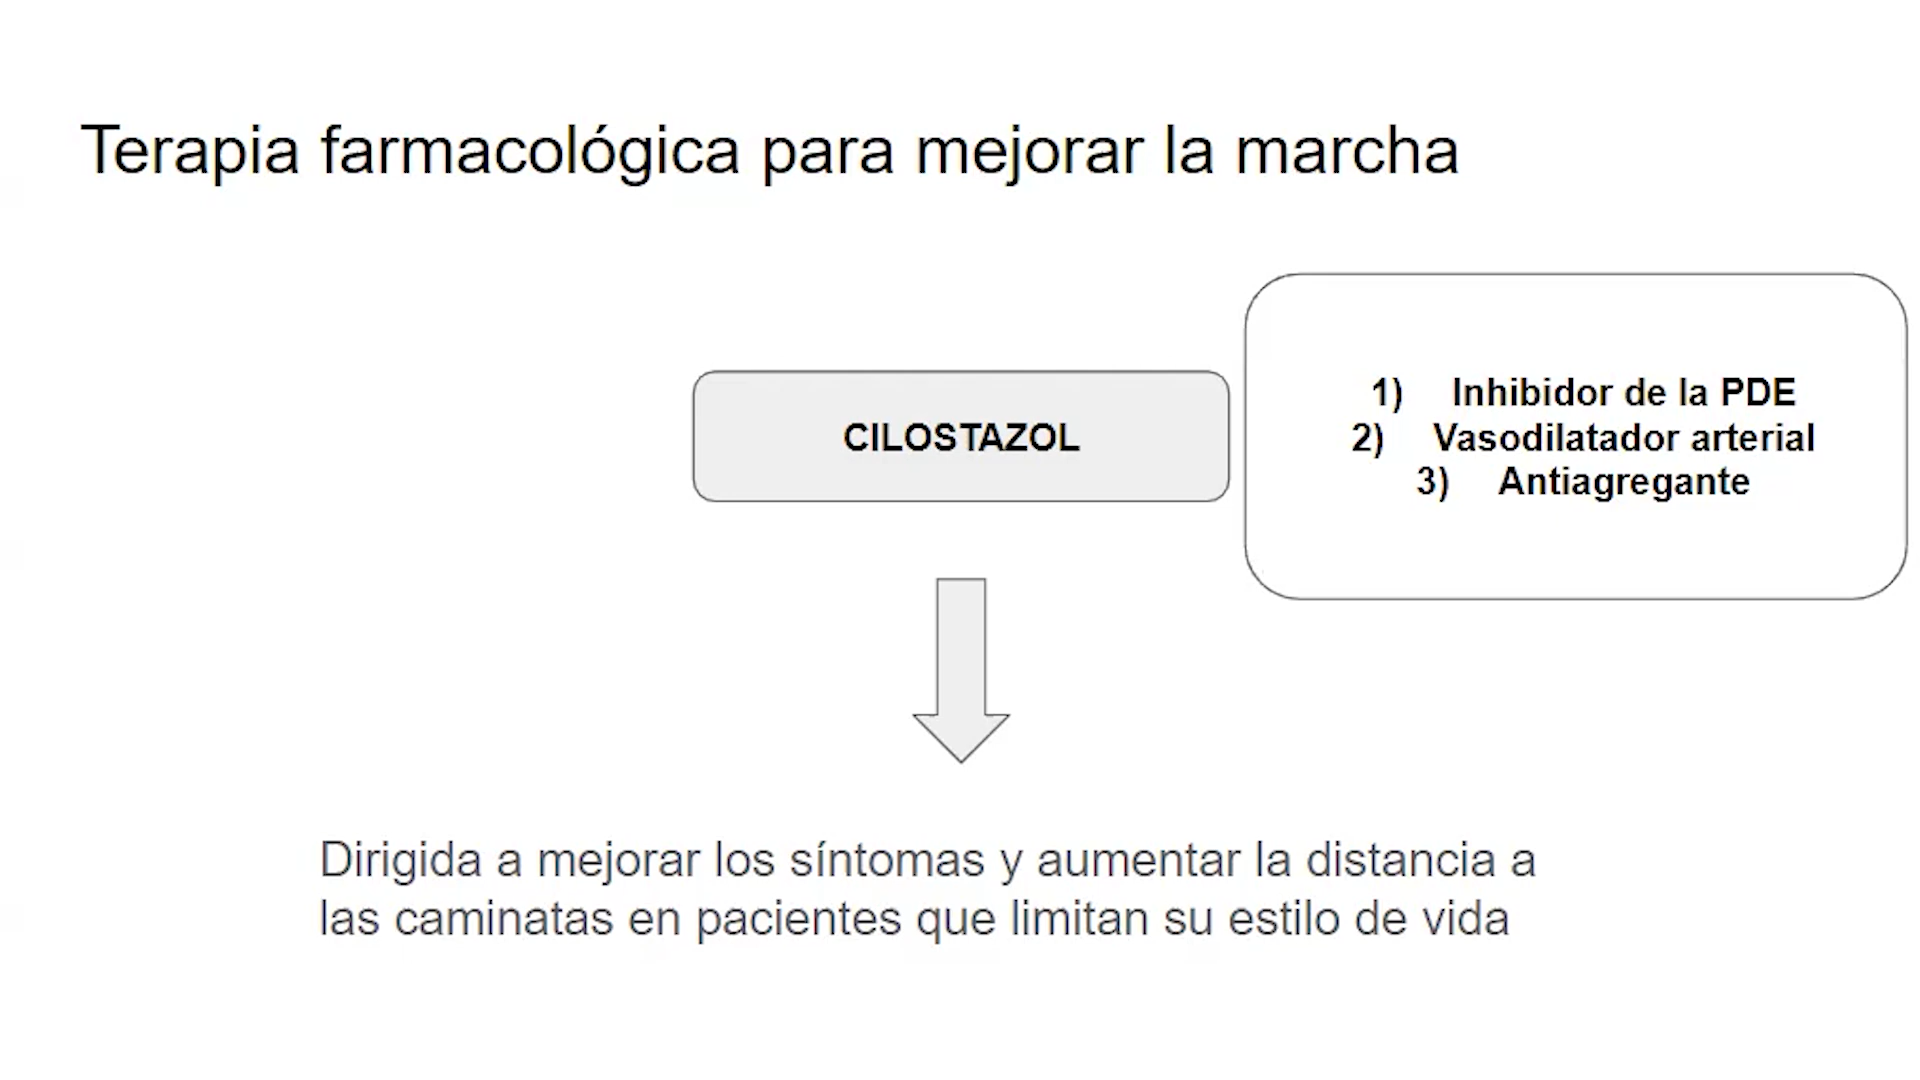 Terapia farmacológica para mejorar la marcha
CILOSTAZOL
1) Inhibidor de la PDE
2) Vasodilatador arterial
3) Antiagregante
Dirigida a mejorar los síntomas y aumentar la distancia a
las caminatas en pacientes que limitan su estilo de vida